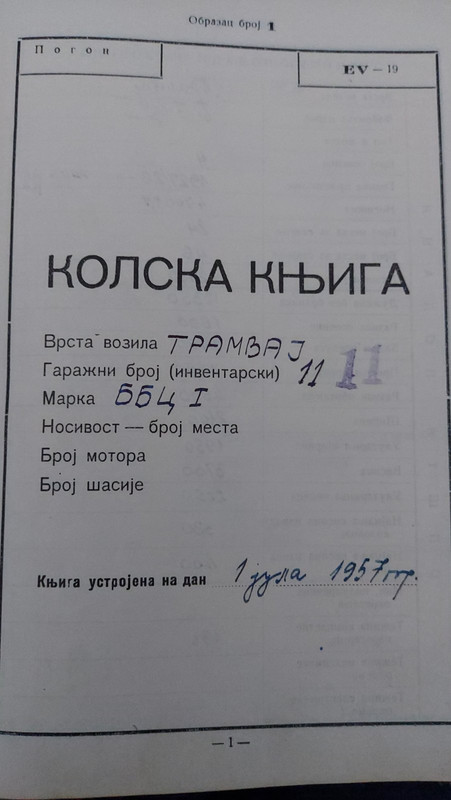 Образац број 1
Погон
EV – 19
КОЛСКА КЊИГА
Врста возила ТРАМВАЈ
Гаражни број (инвентарски) 11 11
Марка ББЦ I
Носивост — број места
Број мотора
Број шасије
Књига устројена на дан 1 јула 1957 год.
— 1 —